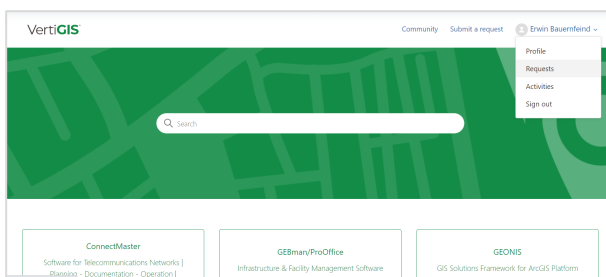 VertiGIS
Community Submit a request Erwin Bauernfeind
Profile
Requests
Activities
Sign out
Search
ConnectMaster
Software for Telecommunications Networks |
Planning - Documentation - Operation |
GEBman/ProOffice
Infrastructure & Facility Management Software
GEONIS
GIS Solutions Framework for ArcGIS Platform